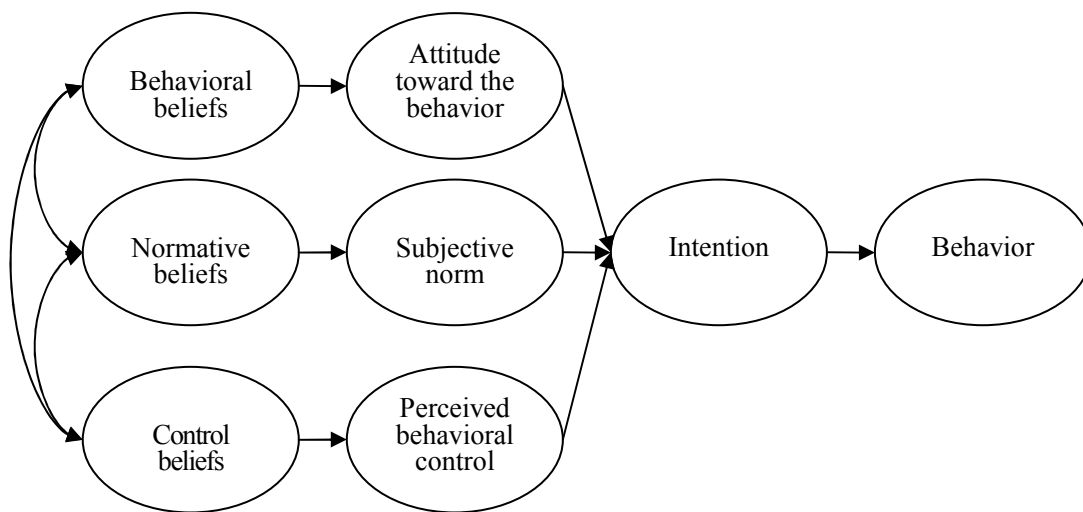 Behavioral
beliefs
Attitude
toward the
behavior
Normative
beliefs
Subjective
norm
Intention
Behavior
Control
beliefs
Perceived
behavioral
control